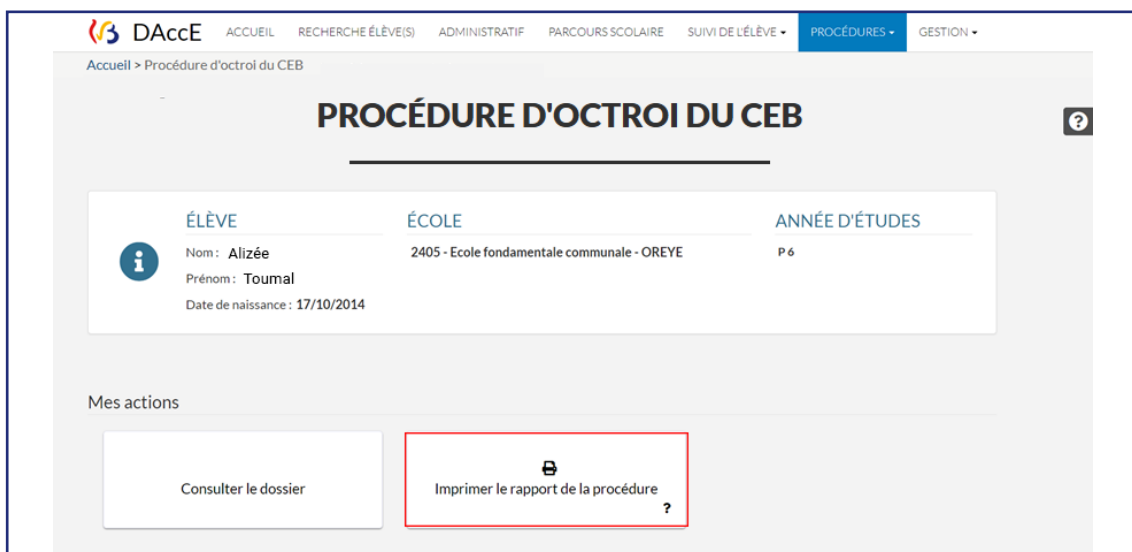 DAccE ACCUEIL RECHERCHE ÉLÈVE(S) ADMINISTRATIF PARCOURS SCOLAIRE SUIVI DE L'ÉLÈVE PROCÉDURES GESTION
Accueil > Procédure d'octroi du CEB
PROCÉDURE D'OCTROI DU CEB
?
ÉLÈVE ÉCOLE ANNÉE D'ÉTUDES
i
Nom : Alizée 2405 - Ecole fondamentale communale - OREYE P 6
Prénom : Toumal
Date de naissance : 17/10/2014
Mes actions
Consulter le dossier Imprimer le rapport de la procédure
?